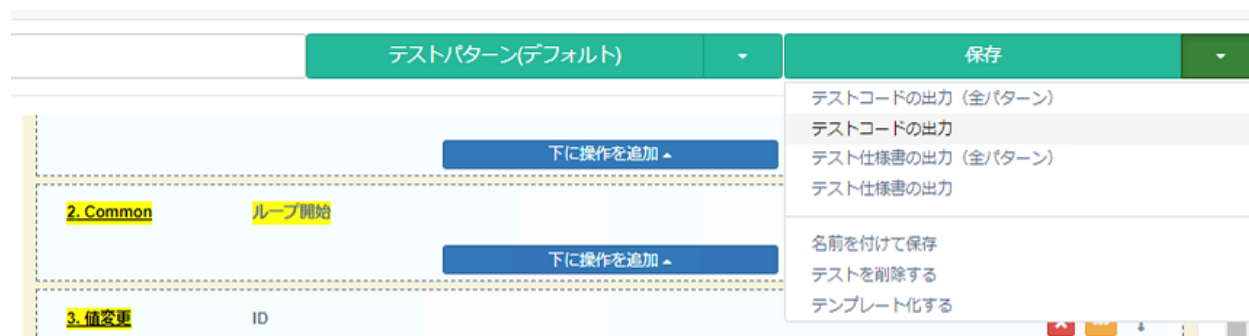 テストパターン(デフォルト)
保存
テストコードの出力（全パターン）
テストコードの出力
テスト仕様書の出力（全パターン）
テスト仕様書の出力
名前を付けて保存
テストを削除する
テンプレート化する
下に操作を追加
2. Common ループ開始
下に操作を追加
3. 値変更 ID